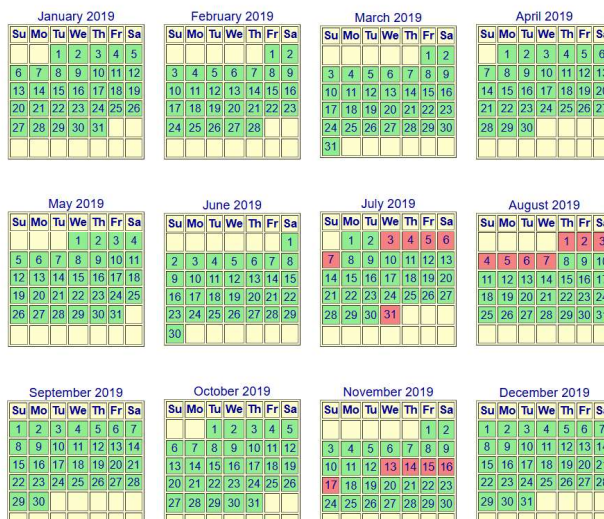 January 2019
Su Mo Tu We Th Fr Sa
1 2 3 4 5
6 7 8 9 10 11 12
13 14 15 16 17 18 19
20 21 22 23 24 25 26
27 28 29 30 31
February 2019
Su Mo Tu We Th Fr Sa
1 2
3 4 5 6 7 8 9
10 11 12 13 14 15 16
17 18 19 20 21 22 23
24 25 26 27 28
March 2019
Su Mo Tu We Th Fr Sa
1 2
3 4 5 6 7 8 9
10 11 12 13 14 15 16
17 18 19 20 21 22 23
24 25 26 27 28 29 30
31
April 2019
Su Mo Tu We Th Fr Sa
1 2 3 4 5 6
7 8 9 10 11 12
14 15 16 17 18 19
21 22 23 24 25 26
28 29 30
May 2019
Su Mo Tu We Th Fr Sa
1 2 3 4
5 6 7 8 9 10 11
12 13 14 15 16 17 18
19 20 21 22 23 24 25
26 27 28 29 30 31
June 2019
Su Mo Tu We Th Fr Sa
1
2 3 4 5 6 7 8
9 10 11 12 13 14 15
16 17 18 19 20 21 22
23 24 25 26 27 28 29
30
July 2019
Su Mo Tu We Th Fr Sa
1 2 3 4 5 6
7 8 9 10 11 12 13
14 15 16 17 18 19 20
21 22 23 24 25 26 27
28 29 30 31
August 2019
Su Mo Tu We Th Fr Sa
1 2 3
4 5 6 7 8 9
11 12 13 14 15 16
18 19 20 21 22 23
25 26 27 28 29 30
September 2019
Su Mo Tu We Th Fr Sa
1 2 3 4 5 6 7
8 9 10 11 12 13 14
15 16 17 18 19 20 21
22 23 24 25 26 27 28
29 30
October 2019
Su Mo Tu We Th Fr Sa
1 2 3 4 5
6 7 8 9 10 11 12
13 14 15 16 17 18 19
20 21 22 23 24 25 26
27 28 29 30 31
November 2019
Su Mo Tu We Th Fr Sa
1 2
3 4 5 6 7 8 9
10 11 12 13 14 15 16
17 18 19 20 21 22 23
24 25 26 27 28 29 30
December 2019
Su Mo Tu We Th Fr Sa
1 2 3 4 5 6 7
8 9 10 11 12 13
15 16 17 18 19 20
22 23 24 25 26 27
29 30 31